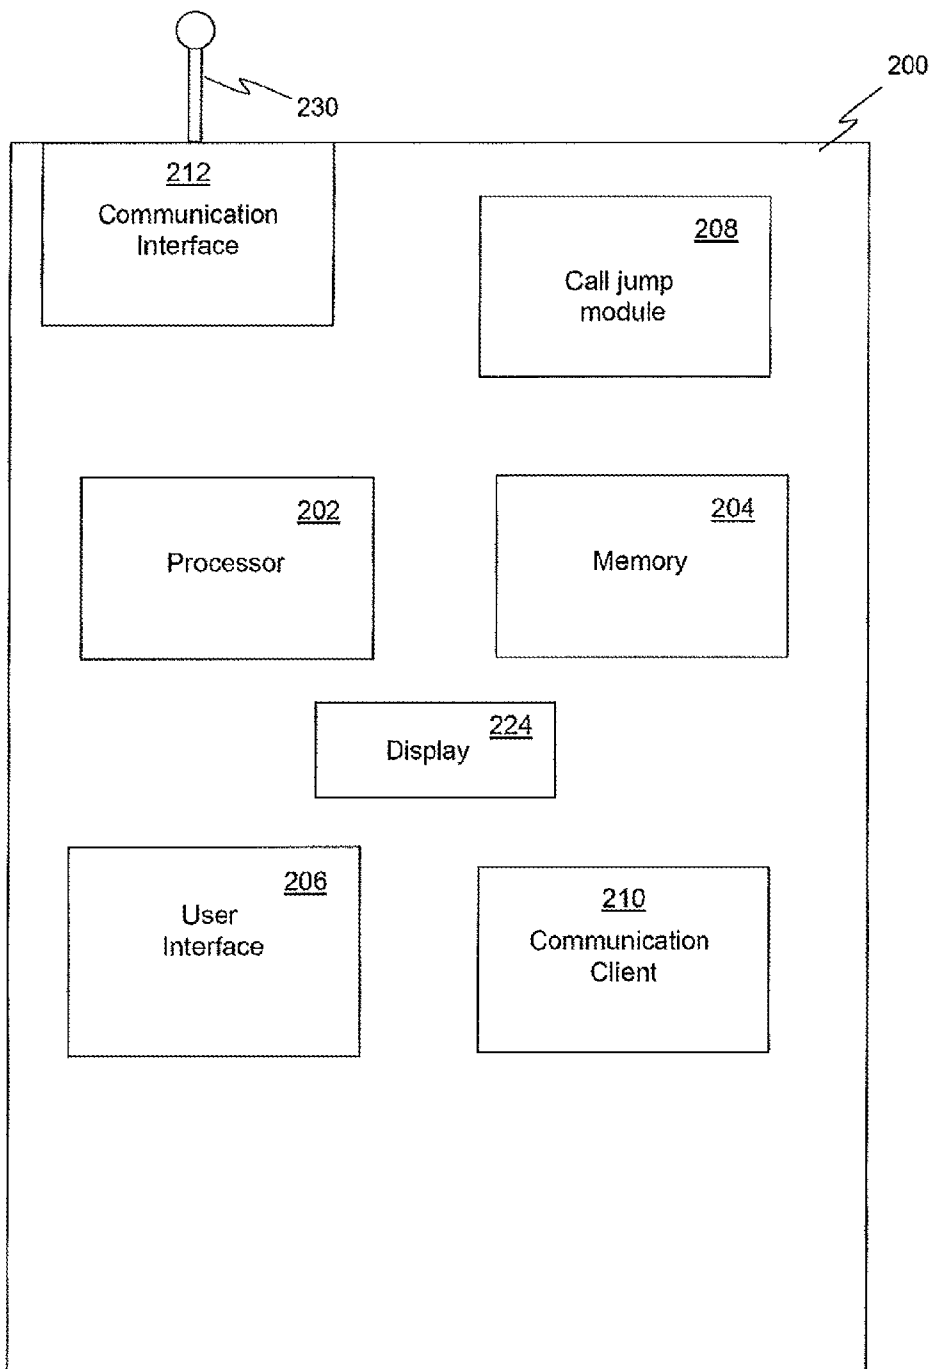 200
230
212
Communication
Interface
208
Call jump
module
202
Processor
204
Memory
224
Display
206
User
Interface
210
Communication
Client